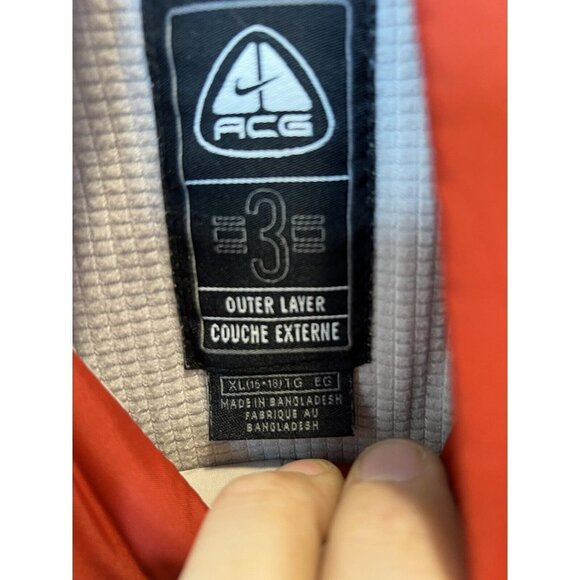 ACG
3
OUTER LAYER
COUCHE EXTERNE
XL(16*18)TG EG
MADE IN BANGLADESH
FABRIQUE AU
BANGLADESH